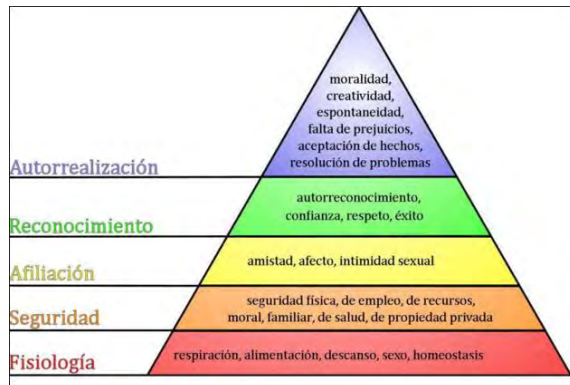 moralidad,
creatividad,
espontaneidad,
falta de prejuicios,
aceptación de hechos,
resolución de problemas
Autorrealización
autorreconocimiento,
confianza, respeto, éxito
Reconocimiento
amistad, afecto, intimidad sexual
Afiliación
seguridad física, de empleo, de recursos,
moral, familiar, de salud, de propiedad privada
Seguridad
respiración, alimentación, descanso, sexo, homeostasis
Fisiología